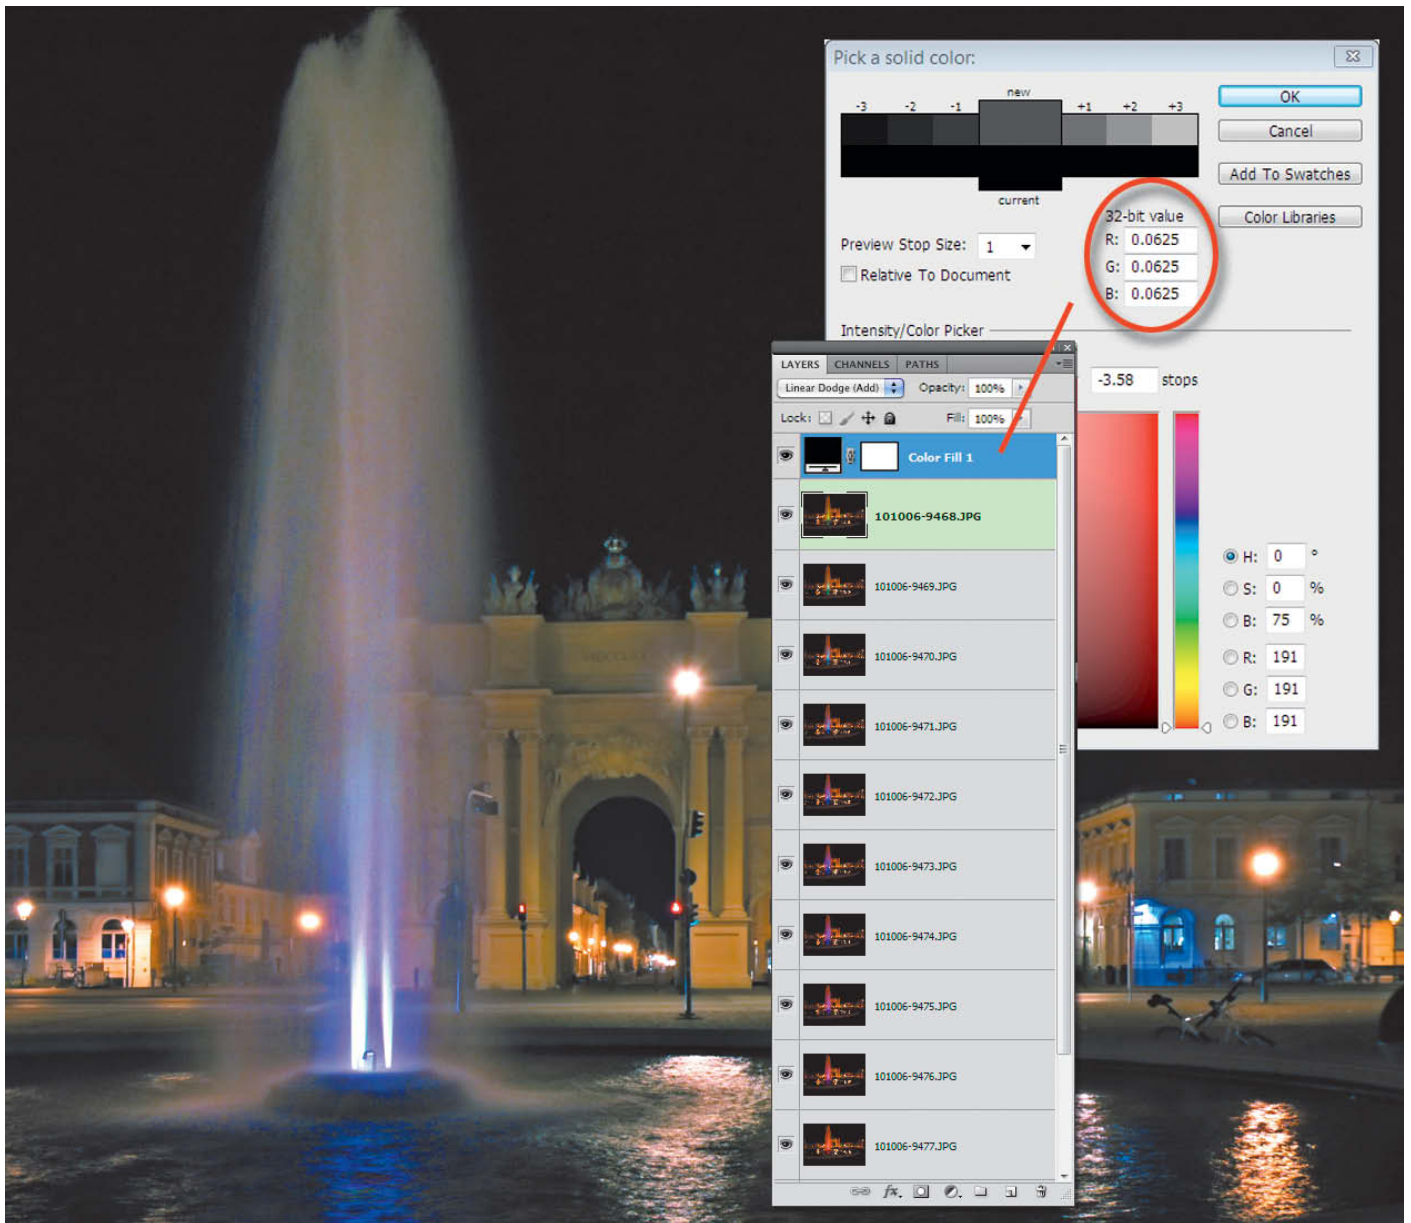 Pick a solid color:
new
-3 -2 -1 +1 +2 +3
current
OK
Cancel
Add To Swatches
Color Libraries
32-bit value
R: 0.0625
G: 0.0625
B: 0.0625
Preview Stop Size: 1
Relative To Document
Intensity/Color Picker
-3.58 stops
H: 0 °
S: 0 %
B: 75 %
R: 191
G: 191
B: 191
LAYERS CHANNELS PATHS
Linear Dodge (Add) Opacity: 100%
Lock: Fill: 100%
Color Fill 1
101006-9468.JPG
101006-9469.JPG
101006-9470.JPG
101006-9471.JPG
101006-9472.JPG
101006-9473.JPG
101006-9474.JPG
101006-9475.JPG
101006-9476.JPG
101006-9477.JPG
fx.